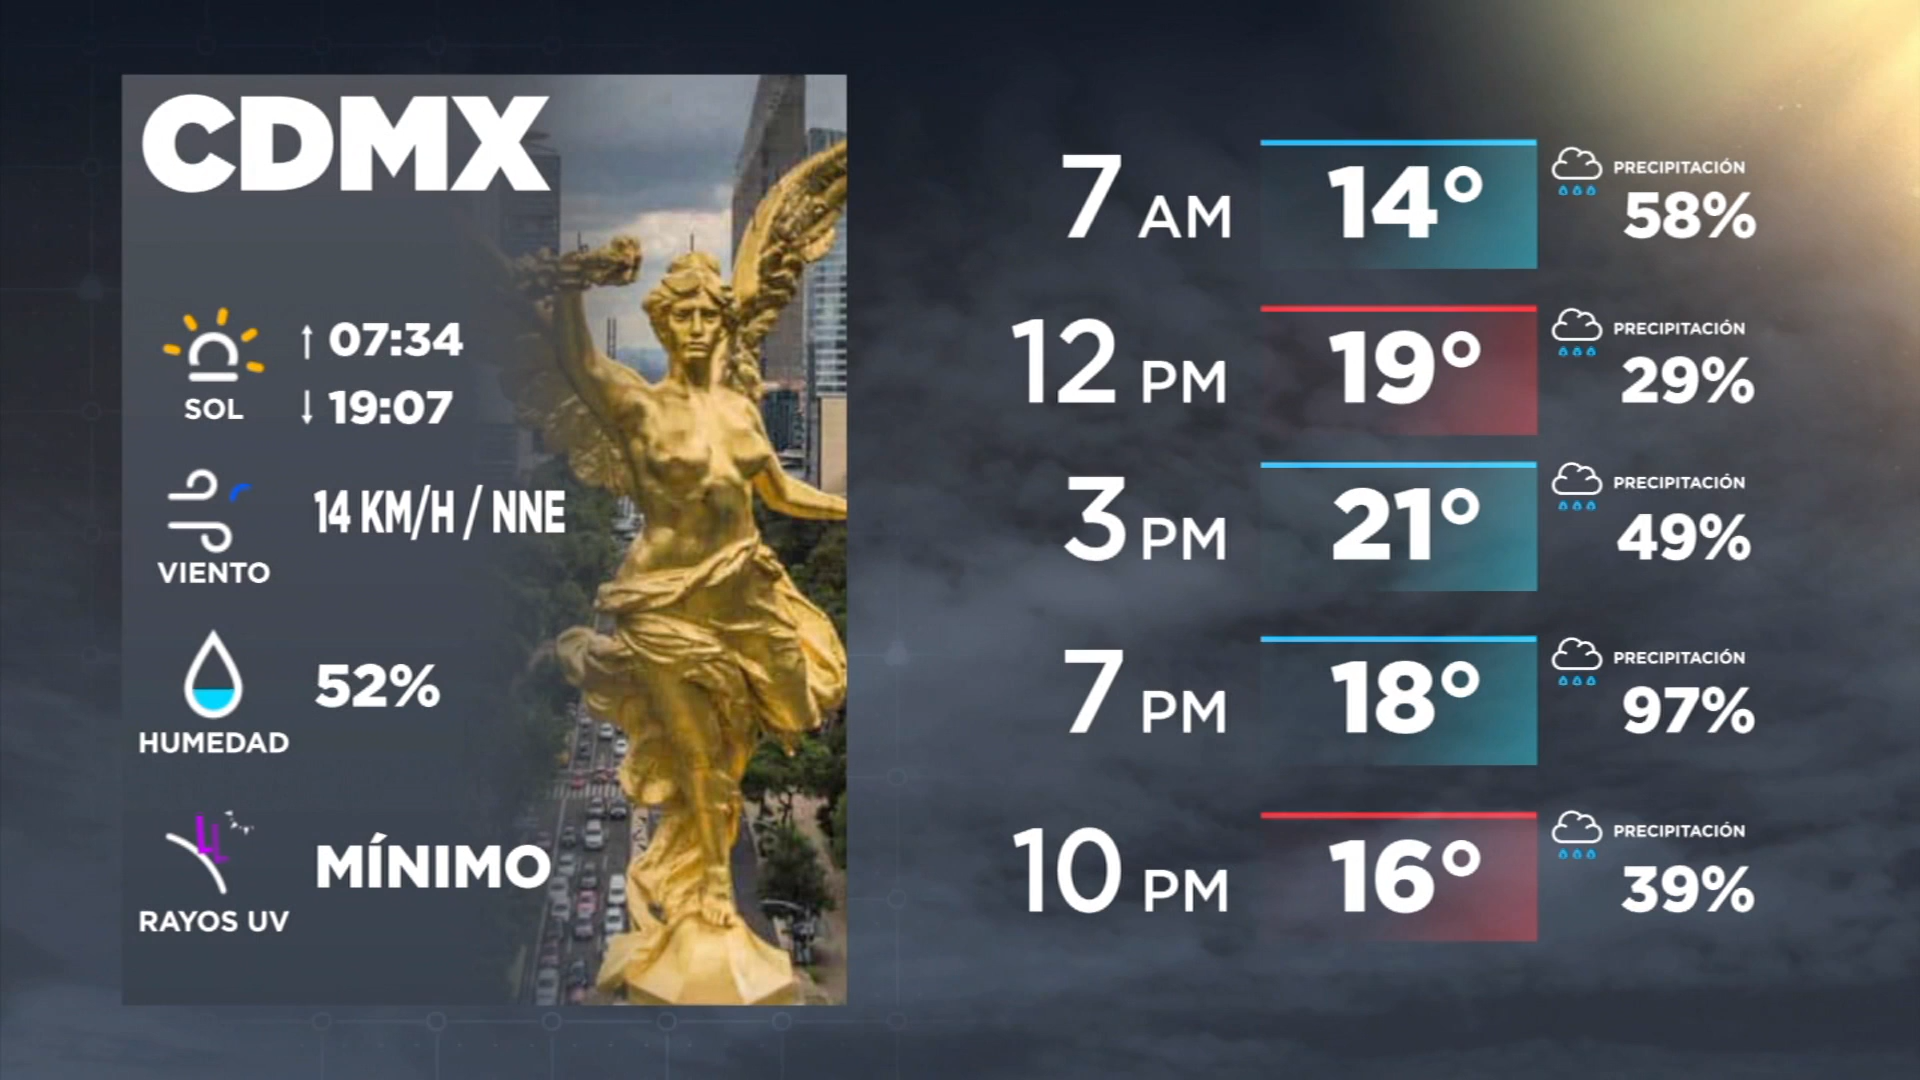 CDMX
↑ 07:34
↓ 19:07
SOL
14 KM/H / NNE
VIENTO
52%
HUMEDAD
MÍNIMO
RAYOS UV
7 AM 14° PRECIPITACIÓN 58%
12 PM 19° PRECIPITACIÓN 29%
3 PM 21° PRECIPITACIÓN 49%
7 PM 18° PRECIPITACIÓN 97%
10 PM 16° PRECIPITACIÓN 39%